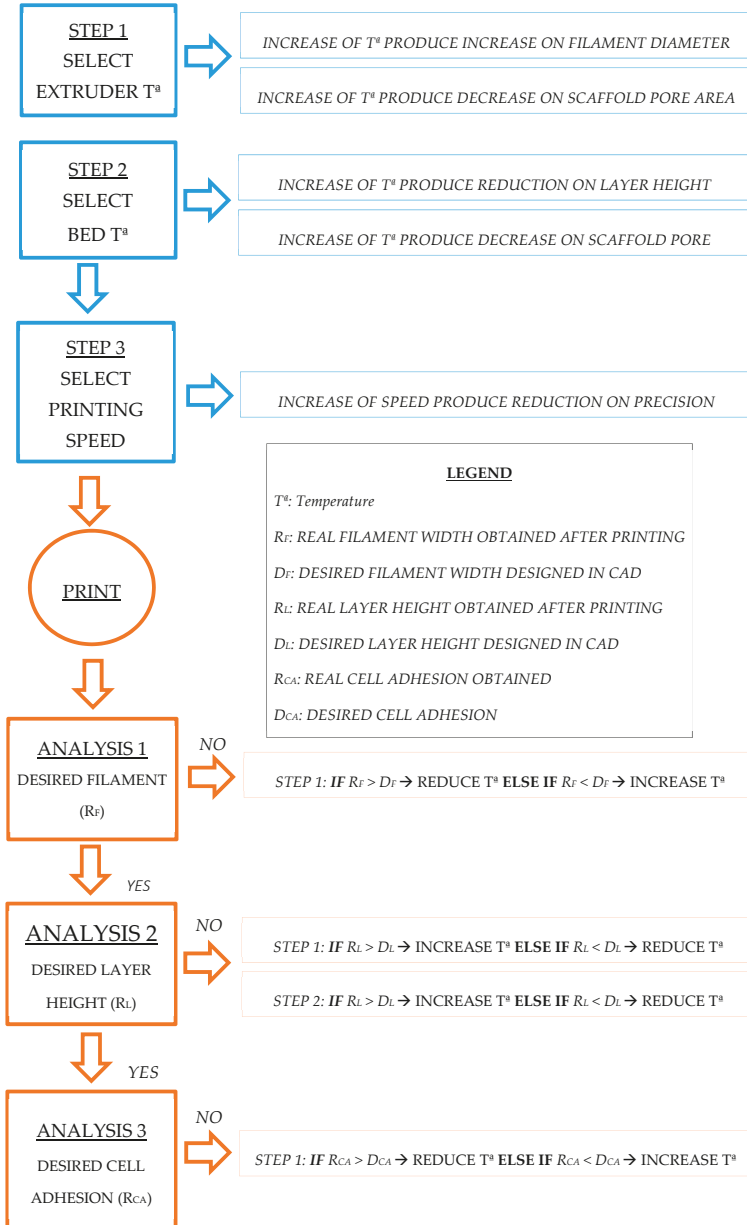 STEP 1
SELECT
EXTRUDER Tª
INCREASE OF Tª PRODUCE INCREASE ON FILAMENT DIAMETER
INCREASE OF Tª PRODUCE DECREASE ON SCAFFOLD PORE AREA
STEP 2
SELECT
BED Tª
INCREASE OF Tª PRODUCE REDUCTION ON LAYER HEIGHT
INCREASE OF Tª PRODUCE DECREASE ON SCAFFOLD PORE
STEP 3
SELECT
PRINTING
SPEED
INCREASE OF SPEED PRODUCE REDUCTION ON PRECISION
LEGEND
Tª: Temperature
RF: REAL FILAMENT WIDTH OBTAINED AFTER PRINTING
DF: DESIRED FILAMENT WIDTH DESIGNED IN CAD
RL: REAL LAYER HEIGHT OBTAINED AFTER PRINTING
DL: DESIRED LAYER HEIGHT DESIGNED IN CAD
RCA: REAL CELL ADHESION OBTAINED
DCA: DESIRED CELL ADHESION
PRINT
ANALYSIS 1
DESIRED FILAMENT
(RF)
NO
STEP 1: IF RF > DF → REDUCE Tª ELSE IF RF < DF → INCREASE Tª
YES
ANALYSIS 2
DESIRED LAYER
HEIGHT (RL)
NO
STEP 1: IF RL > DL → INCREASE Tª ELSE IF RL < DL → REDUCE Tª
STEP 2: IF RL > DL → INCREASE Tª ELSE IF RL < DL → REDUCE Tª
YES
ANALYSIS 3
DESIRED CELL
ADHESION (RCA)
NO
STEP 1: IF RCA > DCA → REDUCE Tª ELSE IF RCA < DCA → INCREASE Tª